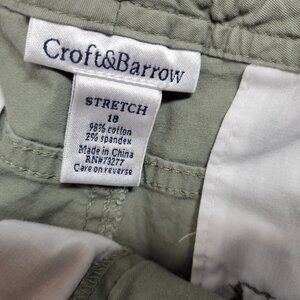 Croft&Barrow
STRETCH
18
98% cotton
2% spandex
Made in China
RN#73277
Care on reverse